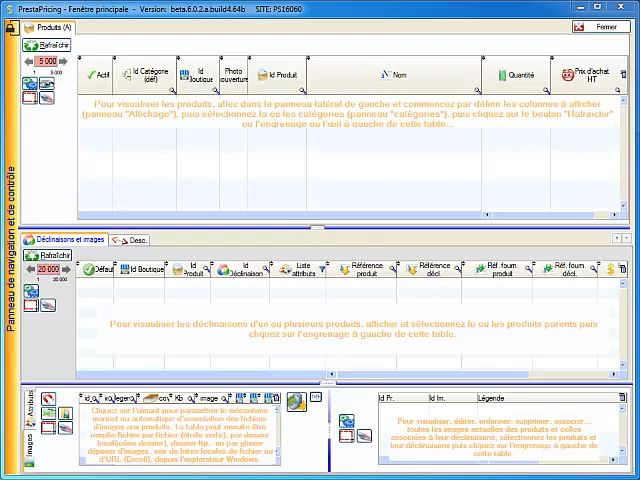 PrestaPricing - Fenêtre principale - Version: beta.6.0.2.a.build4.64b SITE: PS16060
Produits (A)
Fermer
Rafraîchir
5 000
1 5 000
Actif
Id Catégorie (déf)
Id Boutique
Photo ouverture
Id Produit
Nom
Quantité
Prix d'achat HT
Pour visualiser les produits, allez dans le panneau latéral de gauche et commencez par définir les colonnes à afficher
(panneau "Affichage"), puis sélectionnez la ou les catégories (panneau "catégories"), puis cliquez sur le bouton "Rafraîchir"
ou l'engrenage ou l'œil à gauche de cette table...
Panneau de navigation et de contrôle
Déclinaisons et images
Desc.
Rafraîchir
20 000
1 20 000
Défaut
Id Boutique
Id Produit
Id Déclinaison
Liste attributs
Référence produit
Référence décl.
Réf. fourn. produit
Réf. fourn. décl.
Pour visualiser les déclinaisons d'un ou plusieurs produits, afficher et sélectionnez le ou les produits parents puis
cliquez sur l'engrenage à gauche de cette table.
Attributs
Images
id_
leger
cov
Kb
image
Cliquez sur l'aimant pour paramétrer le mécanisme
manuel ou automatique d'association des fichiers
d'images aux produits. La table peut ensuite être
remplie fichier par fichier (étoile verte), par dossier
local(icône dossier), dossier ftp, ou par glisser
déposer d'images, voir de listes locales de fichier ou
d'URL (Excell), depuis l'explorateur Windows.
Id Pr.
Id Im.
Légende
Pour visualiser, éditer, ordonner, supprimer, associer...
toutes les images actuelles des produits et celles
associées à leur déclinaisons, sélectionnez les produits et
leur déclinaisons puis cliquez sur l'engrenage à gauche de
cette table.